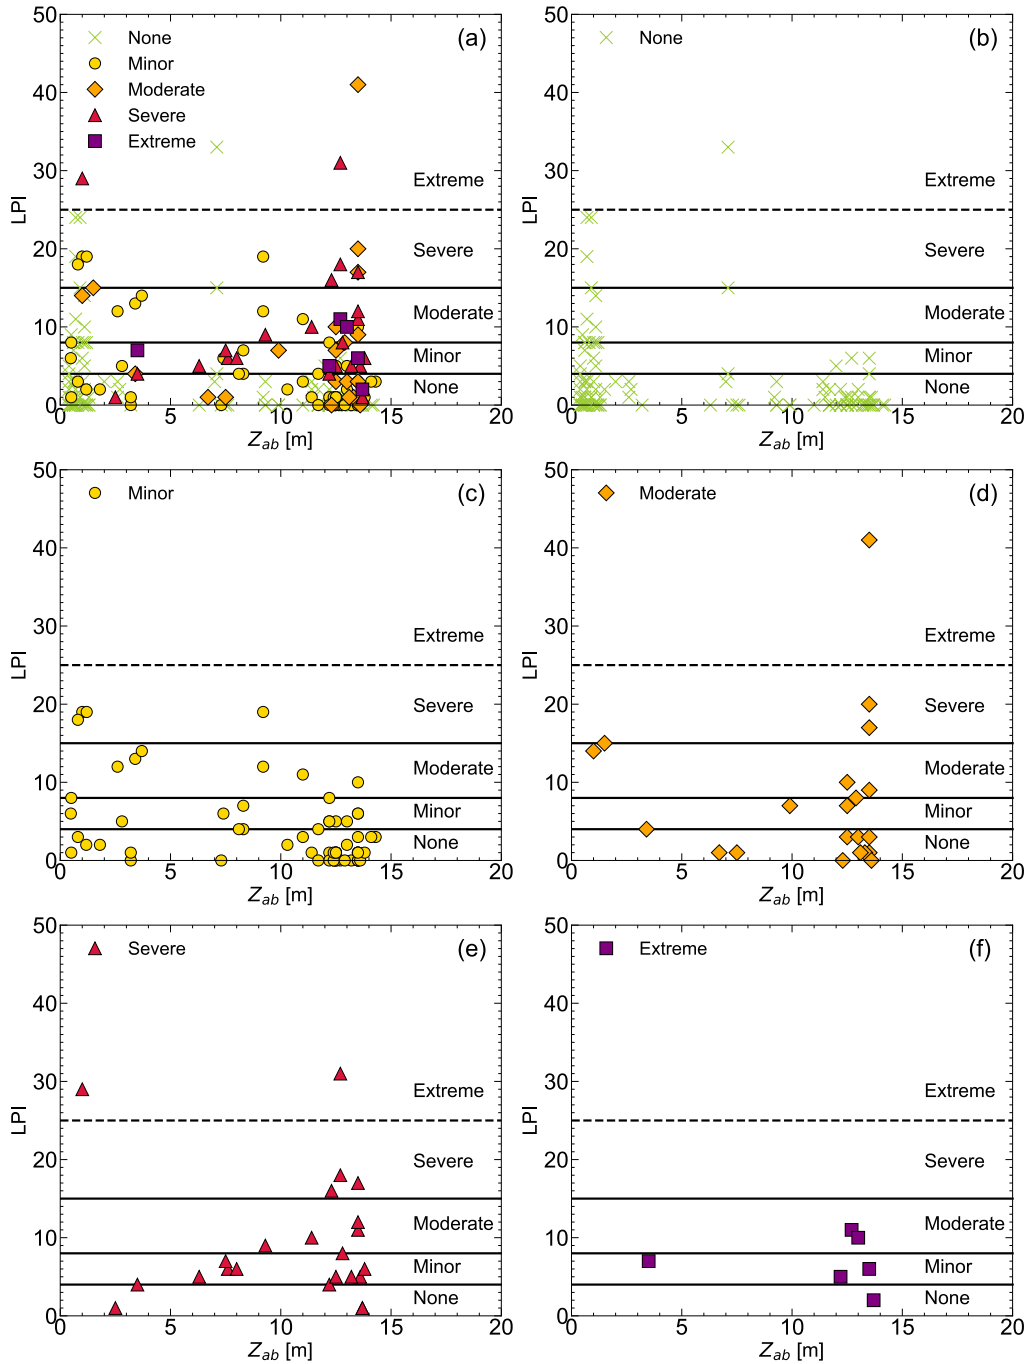 50
40
30
20
10
0
LPI
None
Minor
Moderate
Severe
Extreme
(a)
Extreme
Severe
Moderate
Minor
None
0 5 10 15 20
Z_ab [m]
50
40
30
20
10
0
LPI
None
(b)
Extreme
Severe
Moderate
Minor
None
0 5 10 15 20
Z_ab [m]
50
40
30
20
10
0
LPI
Minor
(c)
Extreme
Severe
Moderate
Minor
None
0 5 10 15 20
Z_ab [m]
50
40
30
20
10
0
LPI
Moderate
(d)
Extreme
Severe
Moderate
Minor
None
0 5 10 15 20
Z_ab [m]
50
40
30
20
10
0
LPI
Severe
(e)
Extreme
Severe
Moderate
Minor
None
0 5 10 15 20
Z_ab [m]
50
40
30
20
10
0
LPI
Extreme
(f)
Extreme
Severe
Moderate
Minor
None
0 5 10 15 20
Z_ab [m]